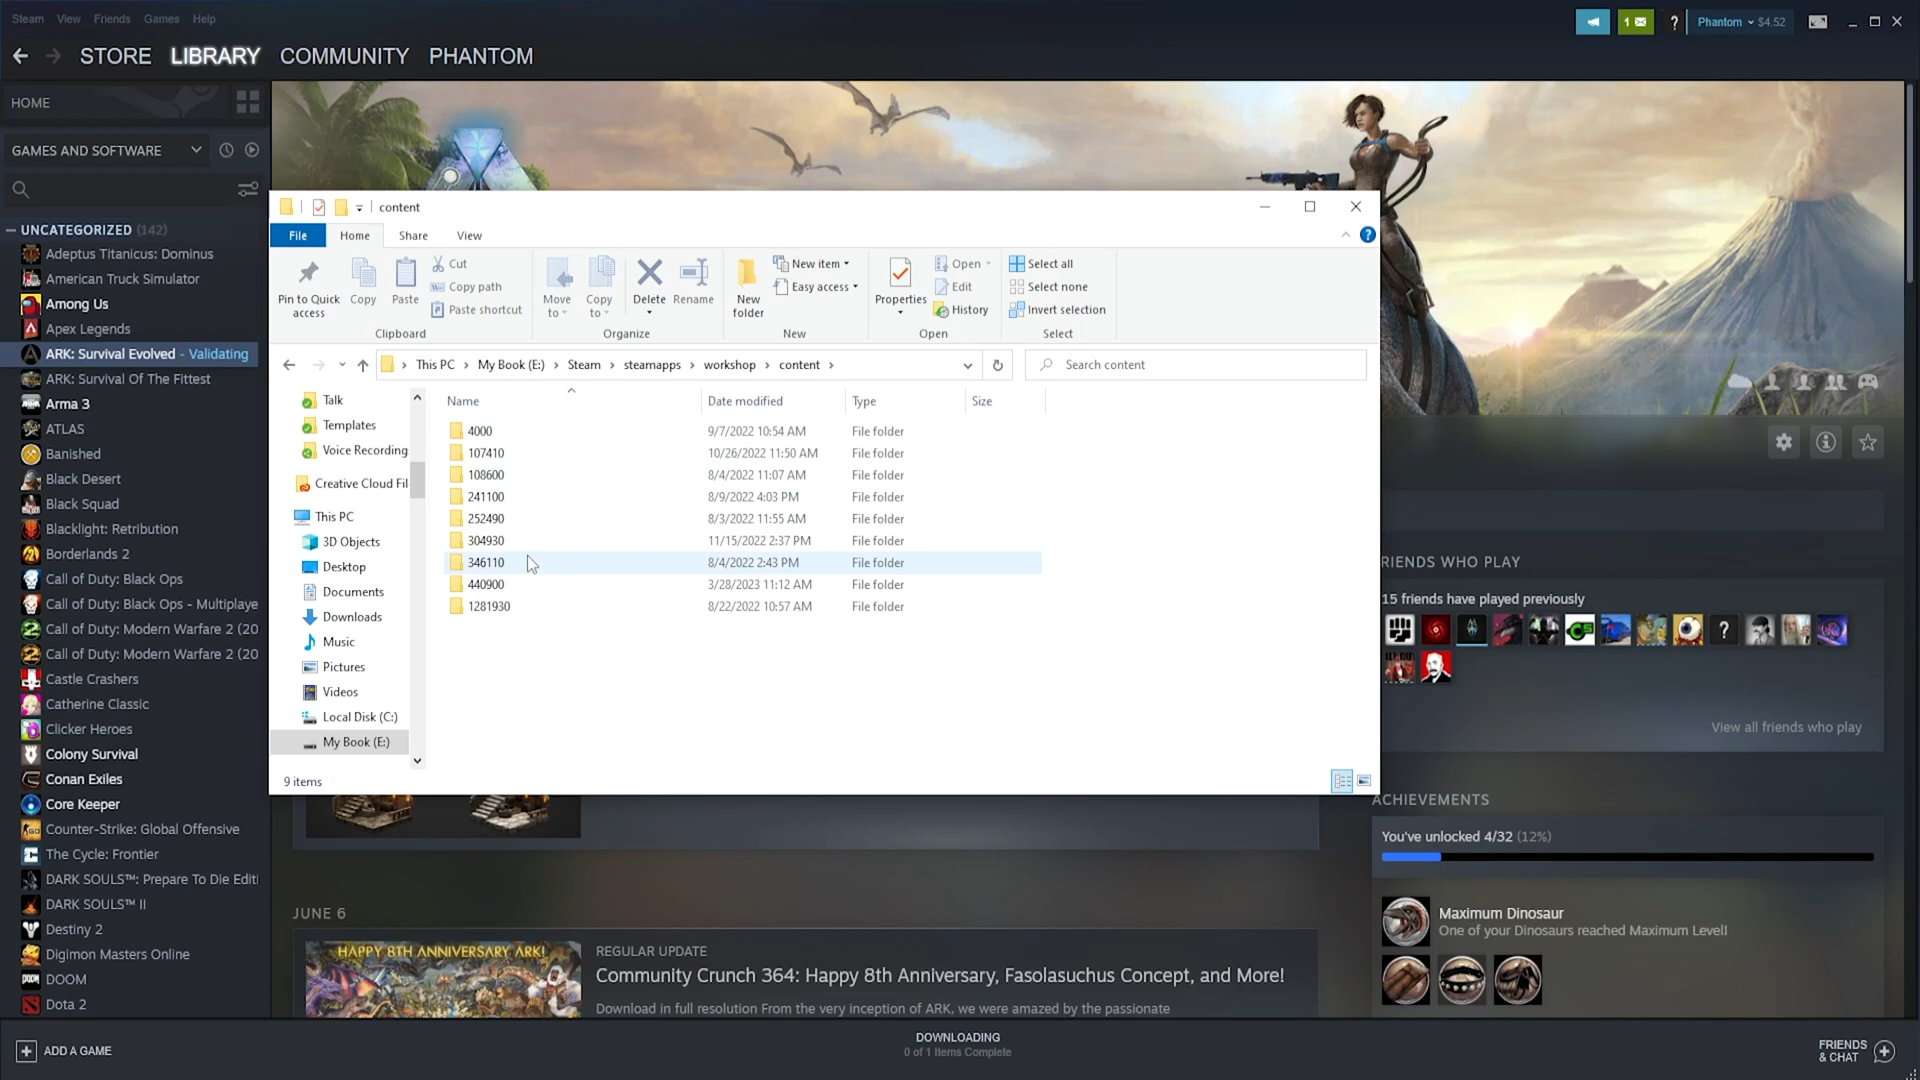 Steam View Friends Games Help
1
?
Phantom $4.52
STORE LIBRARY COMMUNITY PHANTOM
HOME
GAMES AND SOFTWARE
UNCATEGORIZED (142)
Adeptus Titanicus: Dominus
American Truck Simulator
Among Us
Apex Legends
ARK: Survival Evolved - Validating
ARK: Survival Of The Fittest
Arma 3
ATLAS
Banished
Black Desert
Black Squad
Blacklight: Retribution
Borderlands 2
Call of Duty: Black Ops
Call of Duty: Black Ops - Multiplaye
Call of Duty: Modern Warfare 2 (20
Call of Duty: Modern Warfare 2 (20
Castle Crashers
Catherine Classic
Clicker Heroes
Colony Survival
Conan Exiles
Core Keeper
Counter-Strike: Global Offensive
The Cycle: Frontier
DARK SOULS™: Prepare To Die Editi
DARK SOULS™ II
Destiny 2
Digimon Masters Online
DOOM
Dota 2
content
File Home Share View
Pin to Quick access
Copy
Paste
Cut
Copy path
Paste shortcut
Clipboard
Move to
Copy to
Delete
Rename
Organize
New folder
New item
Easy access
New
Properties
Open
Edit
History
Open
Select all
Select none
Invert selection
Select
This PC > My Book (E:) > Steam > steamapps > workshop > content >
Search content
Talk
Templates
Voice Recording
Creative Cloud Fil
This PC
3D Objects
Desktop
Documents
Downloads
Music
Pictures
Videos
Local Disk (C:)
My Book (E:)
Name Date modified Type Size
4000 9/7/2022 10:54 AM File folder
107410 10/26/2022 11:50 AM File folder
108600 8/4/2022 11:07 AM File folder
241100 8/9/2022 4:03 PM File folder
252490 8/3/2022 11:55 AM File folder
304930 11/15/2022 2:37 PM File folder
346110 8/4/2022 2:43 PM File folder
440900 3/28/2023 11:12 AM File folder
1281930 8/22/2022 10:57 AM File folder
9 items
RIENDS WHO PLAY
15 friends have played previously
?
View all friends who play
ACHIEVEMENTS
You've unlocked 4/32 (12%)
Maximum Dinosaur
One of your Dinosaurs reached Maximum Level!
JUNE 6
HAPPY 8TH ANNIVERSARY ARK!
REGULAR UPDATE
Community Crunch 364: Happy 8th Anniversary, Fasolasuchus Concept, and More!
Download in full resolution From the very inception of ARK, we were amazed by the passionate
ADD A GAME
DOWNLOADING
0 of 1 Items Complete
FRIENDS
& CHAT